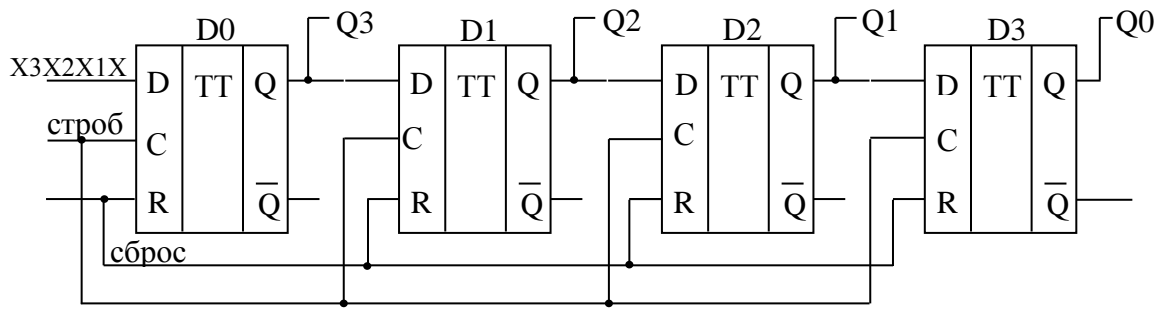 D0 Q3 D1 Q2 D2 Q1 D3 Q0
X3X2X1X D TT Q D TT Q D TT Q D TT Q
строб C C C C
R Q R Q R Q R Q
сброс